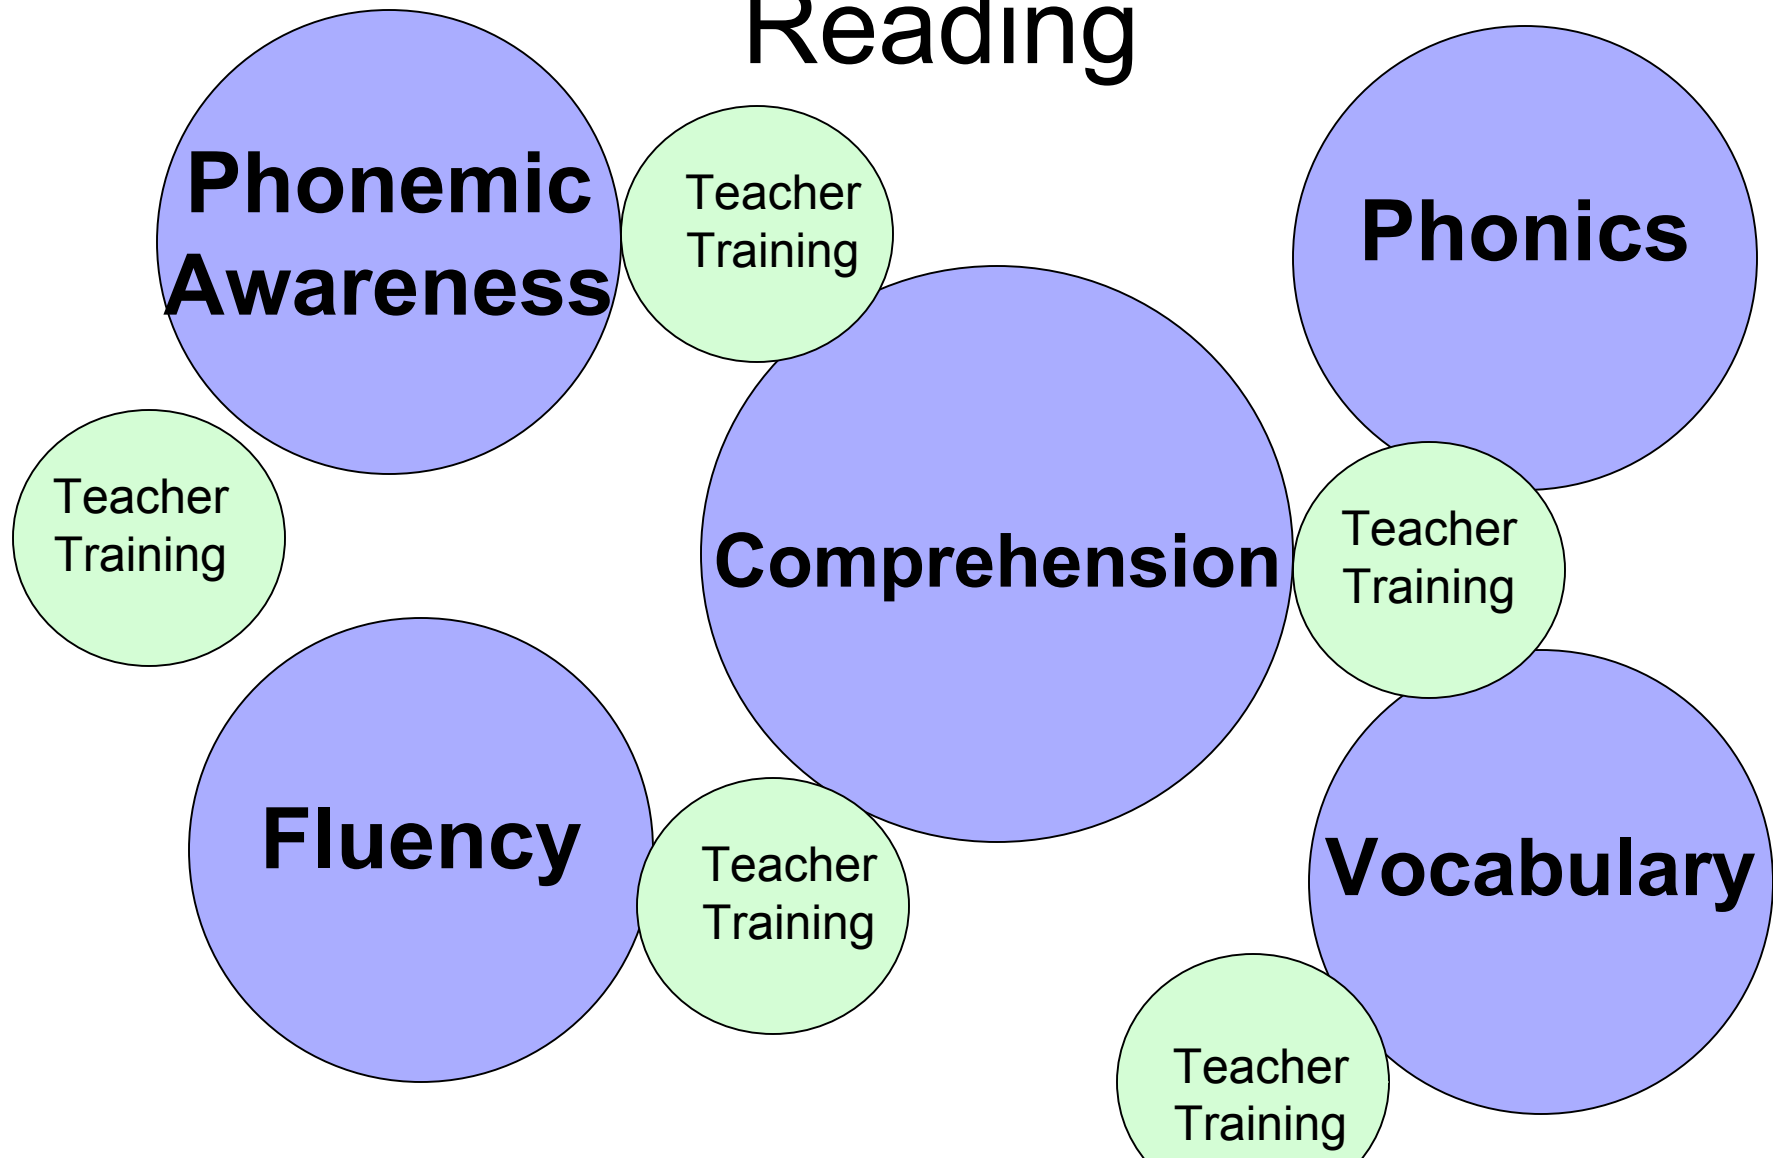 Reading
Phonemic
Awareness
Teacher
Training
Phonics
Teacher
Training
Comprehension
Teacher
Training
Fluency
Teacher
Training
Vocabulary
Teacher
Training